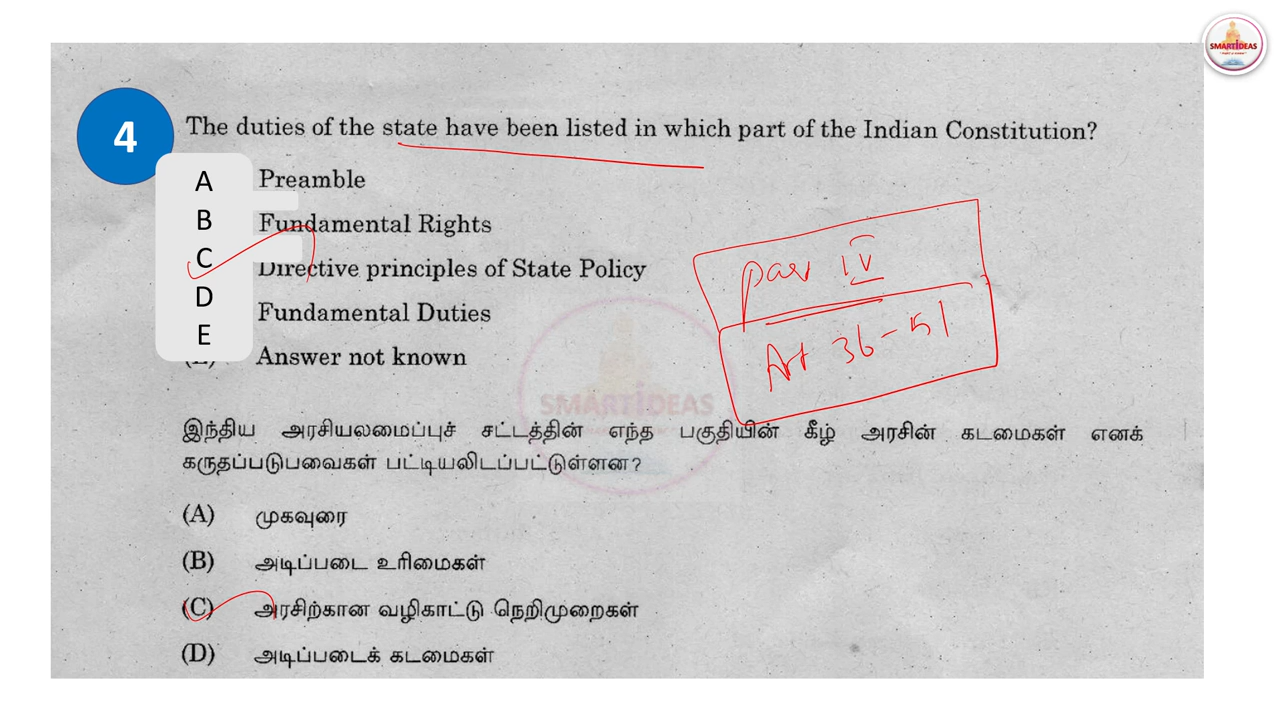 SMARTIDEAS
4
The duties of the state have been listed in which part of the Indian Constitution?
A Preamble
B Fundamental Rights
C Directive principles of State Policy
D Fundamental Duties
E Answer not known
par IV
Art 36-51
SMARTIDEAS
இந்திய அரசியலமைப்புச் சட்டத்தின் எந்த பகுதியின் கீழ் அரசின் கடமைகள் எனக்
கருதப்படுபவைகள் பட்டியலிடப்பட்டுள்ளன?
(A) முகவுரை
(B) அடிப்படை உரிமைகள்
(C) அரசிற்கான வழிகாட்டு நெறிமுறைகள்
(D) அடிப்படைக் கடமைகள்